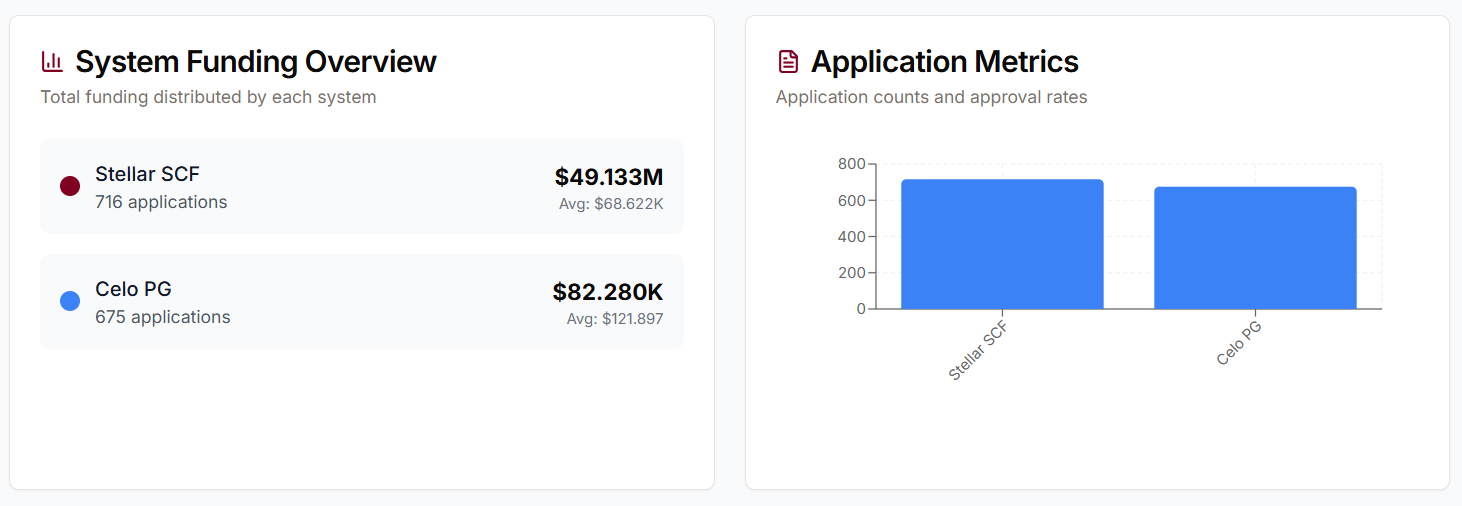 System Funding Overview
Total funding distributed by each system
Stellar SCF
716 applications
$49.133M
Avg: $68.622K
Celo PG
675 applications
$82.280K
Avg: $121.897
Application Metrics
Application counts and approval rates
800
600
400
200
0
Stellar SCF
Celo PG